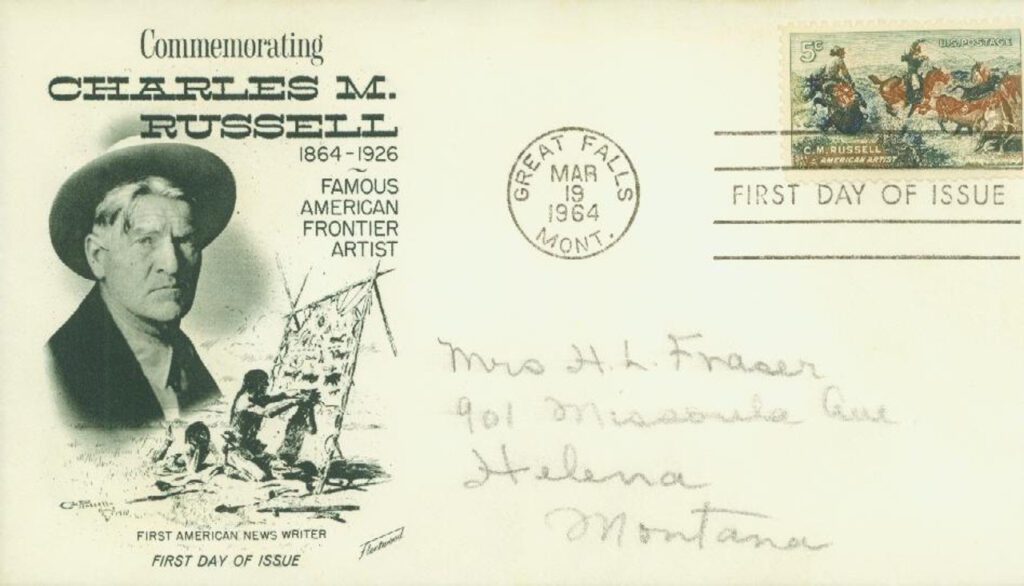 Commemorating
CHARLES M.
RUSSELL
1864-1926
FAMOUS
AMERICAN
FRONTIER
ARTIST
FIRST AMERICAN NEWS WRITER
FIRST DAY OF ISSUE
Fleetwood
GREAT FALLS
MAR
19
1964
MONT.
5c U.S. POSTAGE
C.M. RUSSELL
AMERICAN ARTIST
FIRST DAY OF ISSUE
Mrs H. L. Fraser
901 Missoula Ave.
Helena
Montana